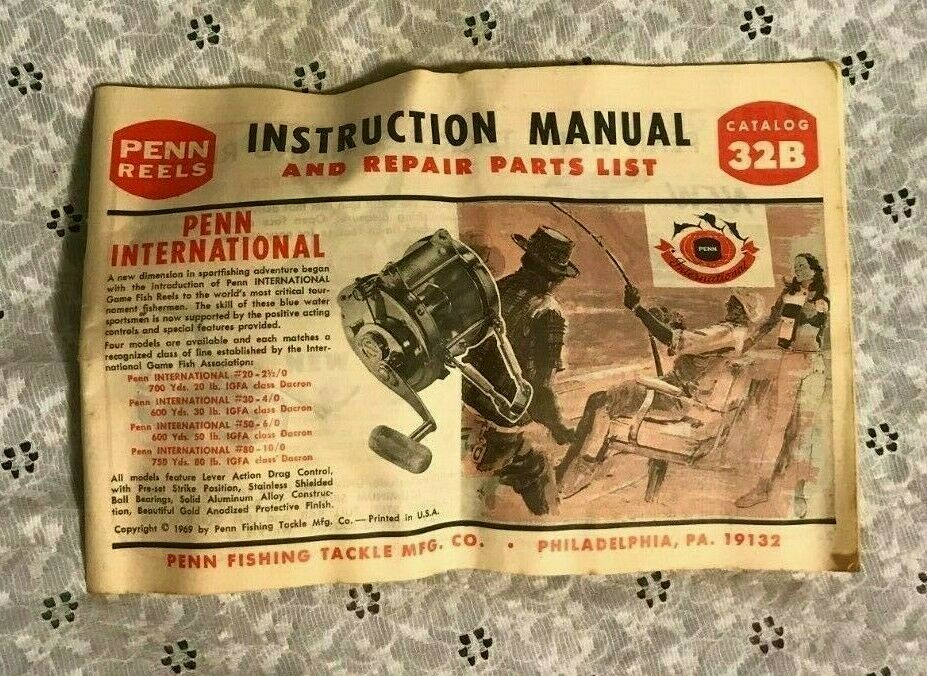 PENN
REELS
INSTRUCTION MANUAL
AND REPAIR PARTS LIST
CATALOG
32B
PENN
INTERNATIONAL
A new dimension in sportfishing adventure began
with the introduction of Penn INTERNATIONAL
Game Fish Reels to the world's most critical tour-
nament fishermen. The skill of these blue water
sportsmen is now supported by the positive acting
controls and special features provided.
Four models are available and each matches a
recognized class of line established by the Inter-
national Game Fish Association:
Penn INTERNATIONAL #20-2½/0
700 Yds. 20 lb. IGFA class Dacron
Penn INTERNATIONAL #30-4/0
600 Yds. 30 lb. IGFA class Dacron
Penn INTERNATIONAL #50-6/0
600 Yds. 50 lb. IGFA class Dacron
Penn INTERNATIONAL #80-10/0
750 Yds. 80 lb. IGFA class Dacron
All models feature Lever Action Drag Control,
with Pre-set Strike Position, Stainless Shielded
Ball Bearings, Solid Aluminum Alloy Construc-
tion, Beautiful Gold Anodized Protective Finish.
Copyright © 1969 by Penn Fishing Tackle Mfg. Co. — Printed in U.S.A.
PENN
International
PENN FISHING TACKLE MFG. CO. • PHILADELPHIA, PA. 19132